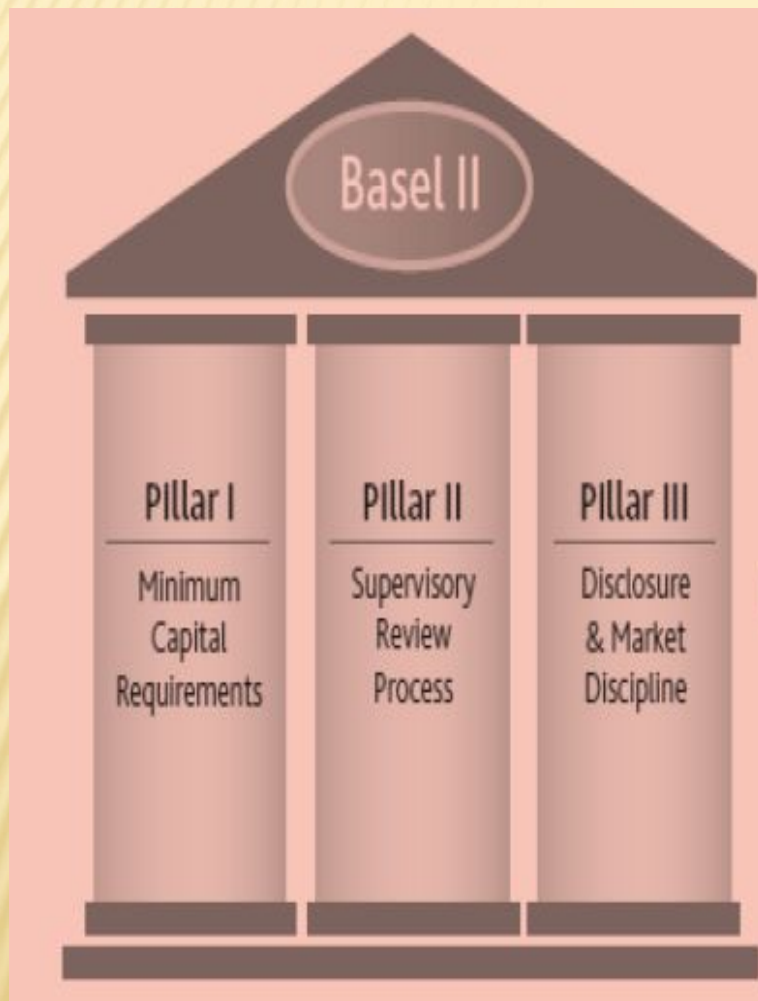 Basel II
PIllar I
Minimum
Capital
Requirements
PIllar II
Supervisory
Review
Process
PIllar III
Disclosure
& Market
Discipline